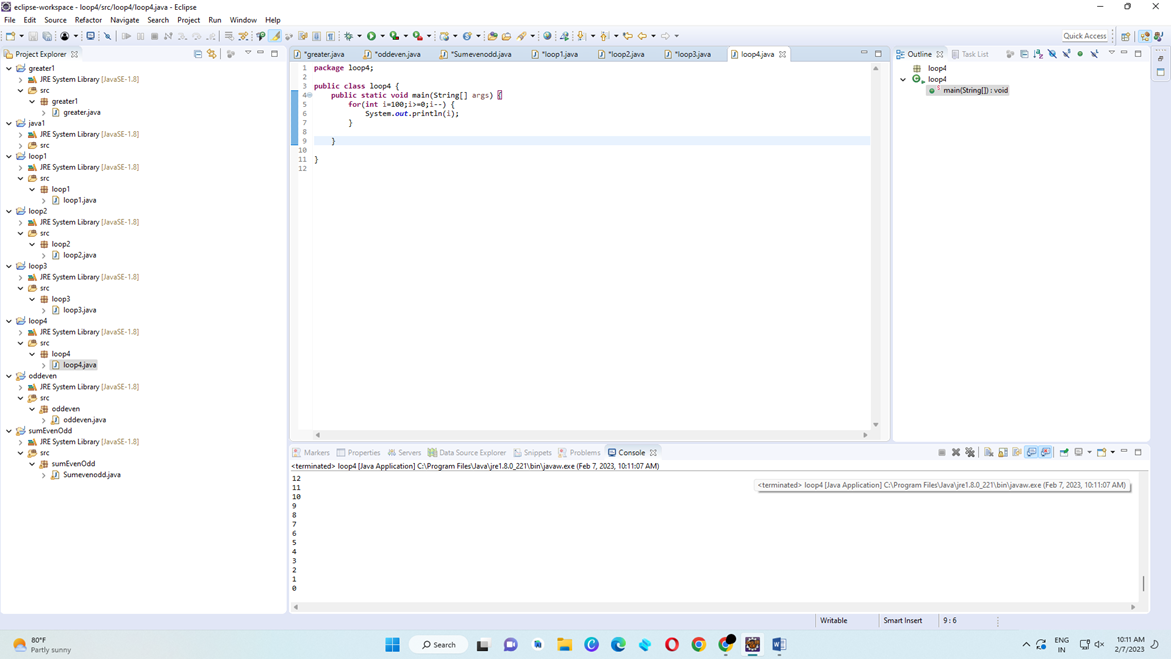 eclipse-workspace - loop4/src/loop4/loop4.java - Eclipse
File Edit Source Refactor Navigate Search Project Run Window Help
Quick Access
Project Explorer
greater1
JRE System Library [JavaSE-1.8]
src
greater1
greater.java
java1
JRE System Library [JavaSE-1.8]
src
loop1
JRE System Library [JavaSE-1.8]
src
loop1
loop1.java
loop2
JRE System Library [JavaSE-1.8]
src
loop2
loop2.java
loop3
JRE System Library [JavaSE-1.8]
src
loop3
loop3.java
loop4
JRE System Library [JavaSE-1.8]
src
loop4
loop4.java
oddeven
JRE System Library [JavaSE-1.8]
src
oddeven
oddeven.java
sumEvenOdd
JRE System Library [JavaSE-1.8]
src
sumEvenOdd
Sumevenodd.java
*greater.java *oddeven.java *Sumevenodd.java *loop1.java *loop2.java *loop3.java loop4.java
1 package loop4;
2
3 public class loop4 {
4 public static void main(String[] args) {
5 for(int i=100;i>=0;i--) {
6 System.out.println(i);
7 }
8
9 }
10
11 }
12
Outline Task List
loop4
loop4
main(String[]) : void
Markers Properties Servers Data Source Explorer Snippets Problems Console
<terminated> loop4 [Java Application] C:\Program Files\Java\jre1.8.0_221\bin\javaw.exe (Feb 7, 2023, 10:11:07 AM)
<terminated> loop4 [Java Application] C:\Program Files\Java\jre1.8.0_221\bin\javaw.exe (Feb 7, 2023, 10:11:07 AM)
12
11
10
9
8
7
6
5
4
3
2
1
0
Writable Smart Insert 9 : 6
80°F
Partly sunny
Search
ENG
IN
10:11 AM
2/7/2023